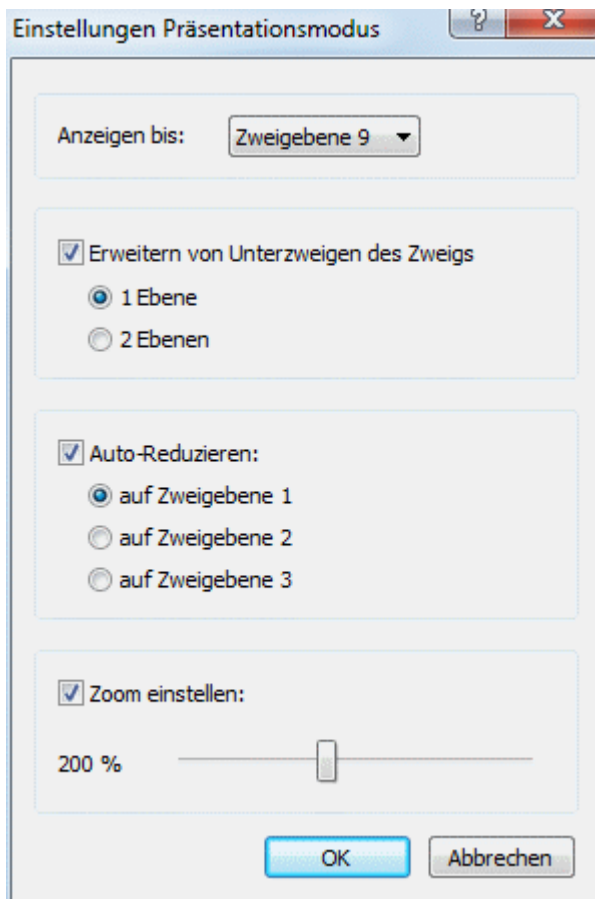 Einstellungen Präsentationsmodus
Anzeigen bis: Zweigebene 9
Erweitern von Unterzweigen des Zweigs
1 Ebene
2 Ebenen
Auto-Reduzieren:
auf Zweigebene 1
auf Zweigebene 2
auf Zweigebene 3
Zoom einstellen:
200 %
OK Abbrechen